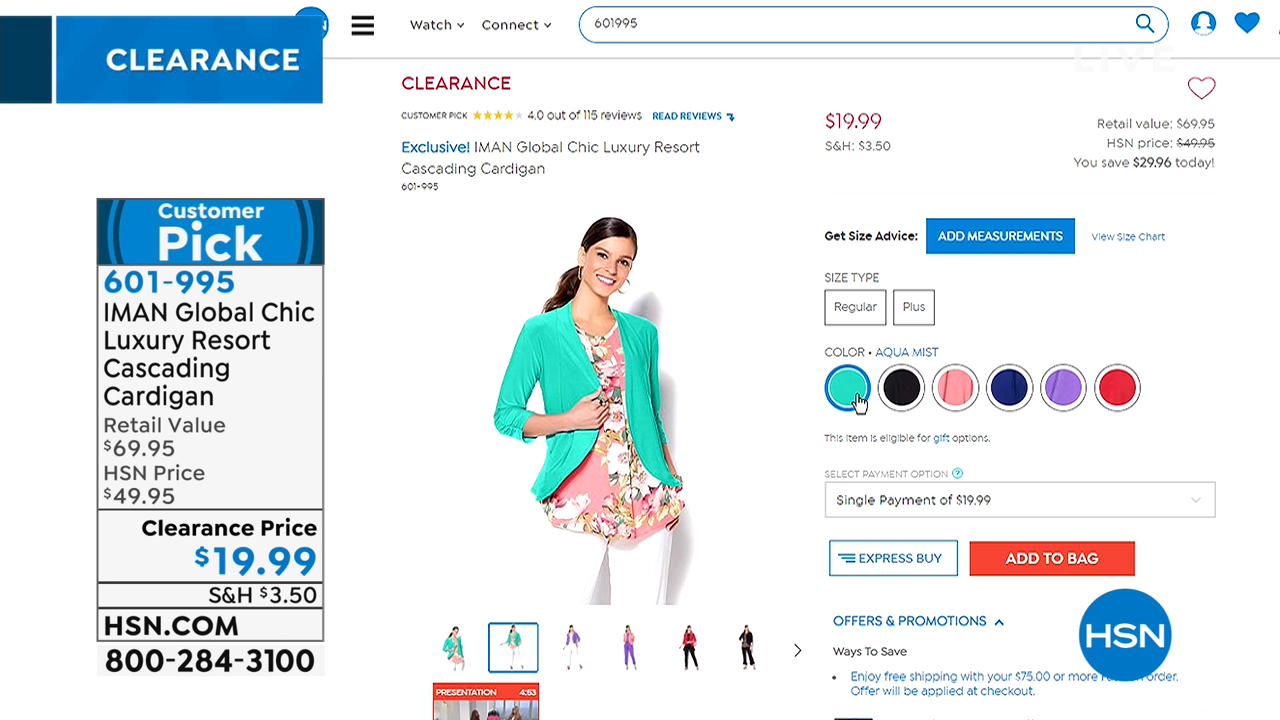 CLEARANCE
Customer
Pick
601-995
IMAN Global Chic
Luxury Resort
Cascading
Cardigan
Retail Value
$69.95
HSN Price
$49.95
Clearance Price
$19.99
S&H $3.50
HSN.COM
800-284-3100
Watch
Connect
601995
LIVE
CLEARANCE
CUSTOMER PICK 4.0 out of 115 reviews READ REVIEWS
Exclusive! IMAN Global Chic Luxury Resort
Cascading Cardigan
601-995
$19.99
S&H: $3.50
Retail value: $69.95
HSN price: $49.95
You save $29.96 today!
Get Size Advice: ADD MEASUREMENTS View Size Chart
SIZE TYPE
Regular Plus
COLOR • AQUA MIST
This item is eligible for gift options.
SELECT PAYMENT OPTION ?
Single Payment of $19.99
EXPRESS BUY ADD TO BAG
OFFERS & PROMOTIONS
Ways To Save
• Enjoy free shipping with your $75.00 or more order.
Offer will be applied at checkout.
HSN
PRESENTATION 4:53